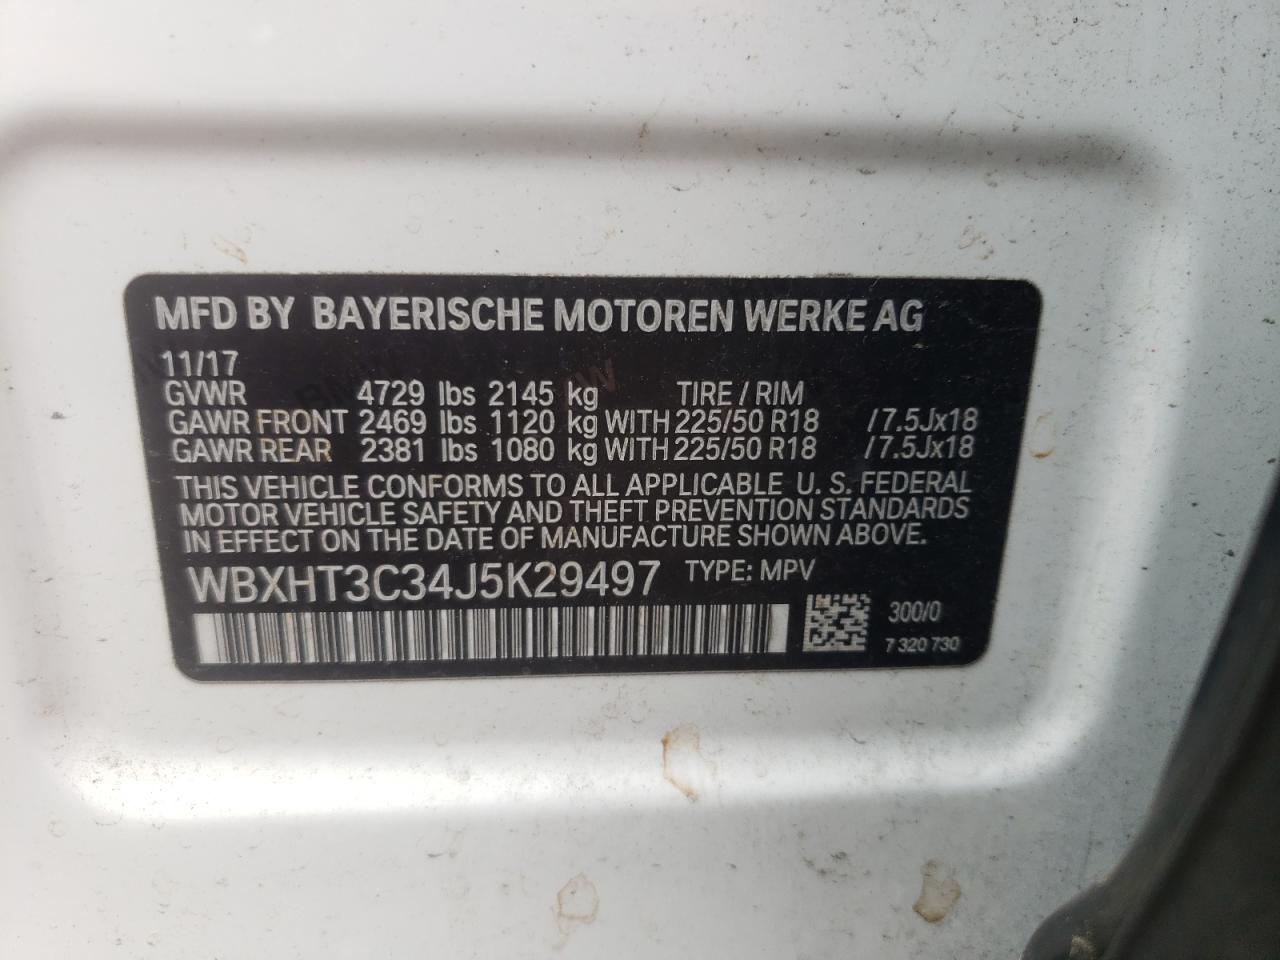 MFD BY BAYERISCHE MOTOREN WERKE AG
11/17
GVWR 4729 lbs 2145 kg TIRE / RIM
GAWR FRONT 2469 lbs 1120 kg WITH 225/50 R18 /7.5Jx18
GAWR REAR 2381 lbs 1080 kg WITH 225/50 R18 /7.5Jx18
THIS VEHICLE CONFORMS TO ALL APPLICABLE U. S. FEDERAL
MOTOR VEHICLE SAFETY AND THEFT PREVENTION STANDARDS
IN EFFECT ON THE DATE OF MANUFACTURE SHOWN ABOVE.
WBXHT3C34J5K29497 TYPE: MPV
300/0
7 320 730